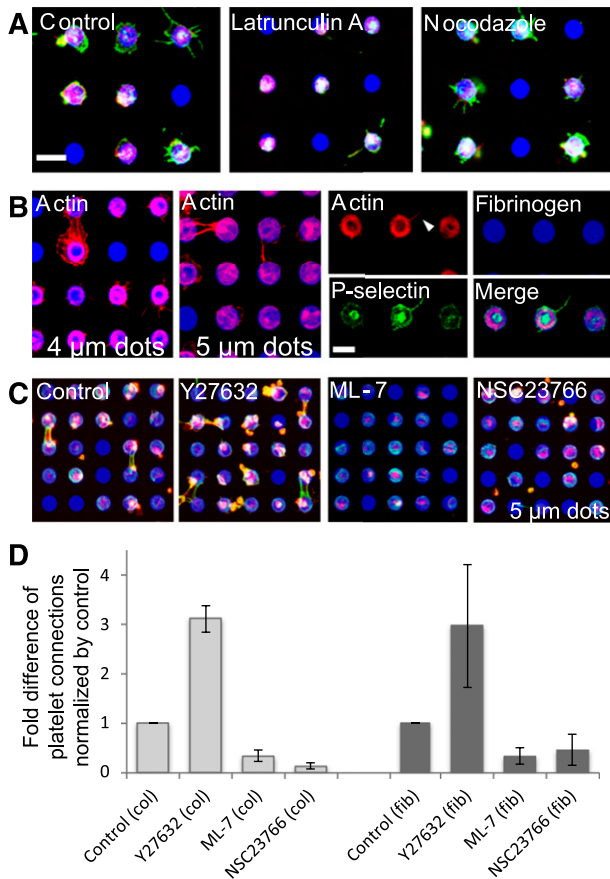 A
Control
Latrunculin A
Nocodazole
B
Actin
4 µm dots
Actin
5 µm dots
Actin
Fibrinogen
P-selectin
Merge
C
Control
Y27632
ML-7
NSC23766
5 µm dots
D
Fold difference of
platelet connections
normalized by control
4
3
2
1
0
Control (col)
Y27632 (col)
ML-7 (col)
NSC23766 (col)
Control (fib)
Y27632 (fib)
ML-7 (fib)
NSC23766 (fib)